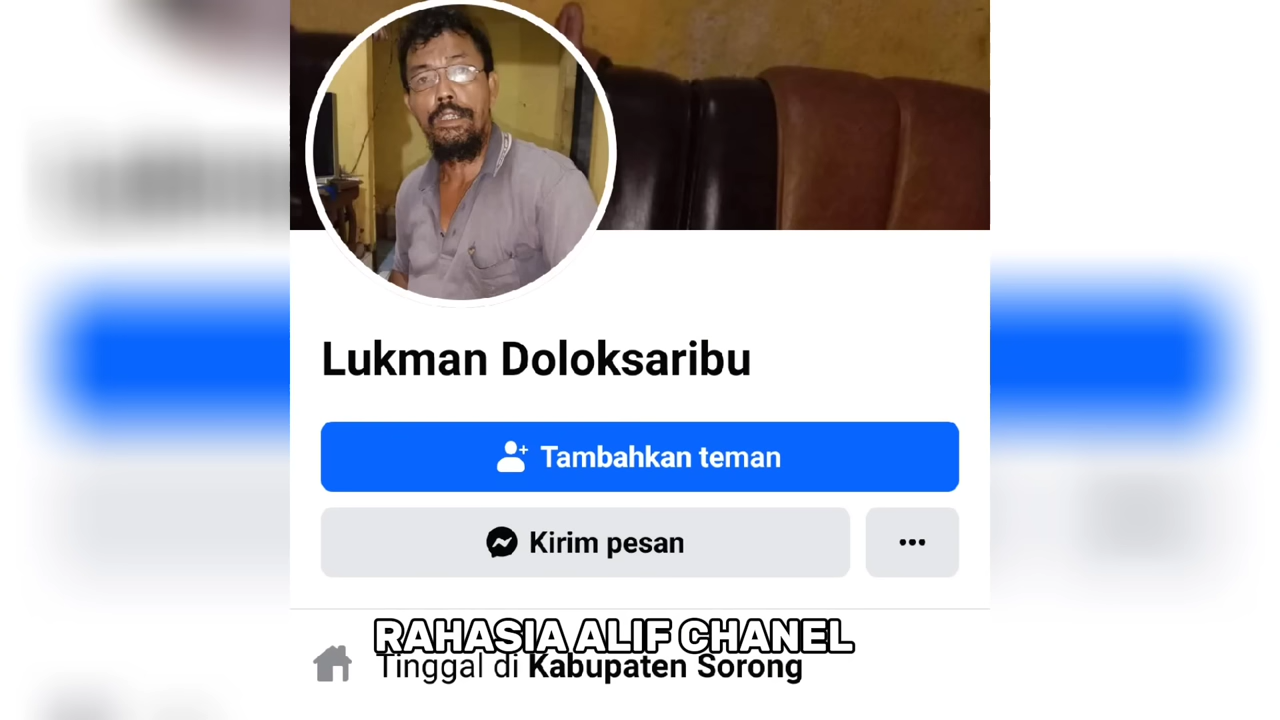 Lukman Doloksaribu
Tambahkan teman
Kirim pesan
RAHASIA ALIF CHANEL
Tinggal di Kabupaten Sorong